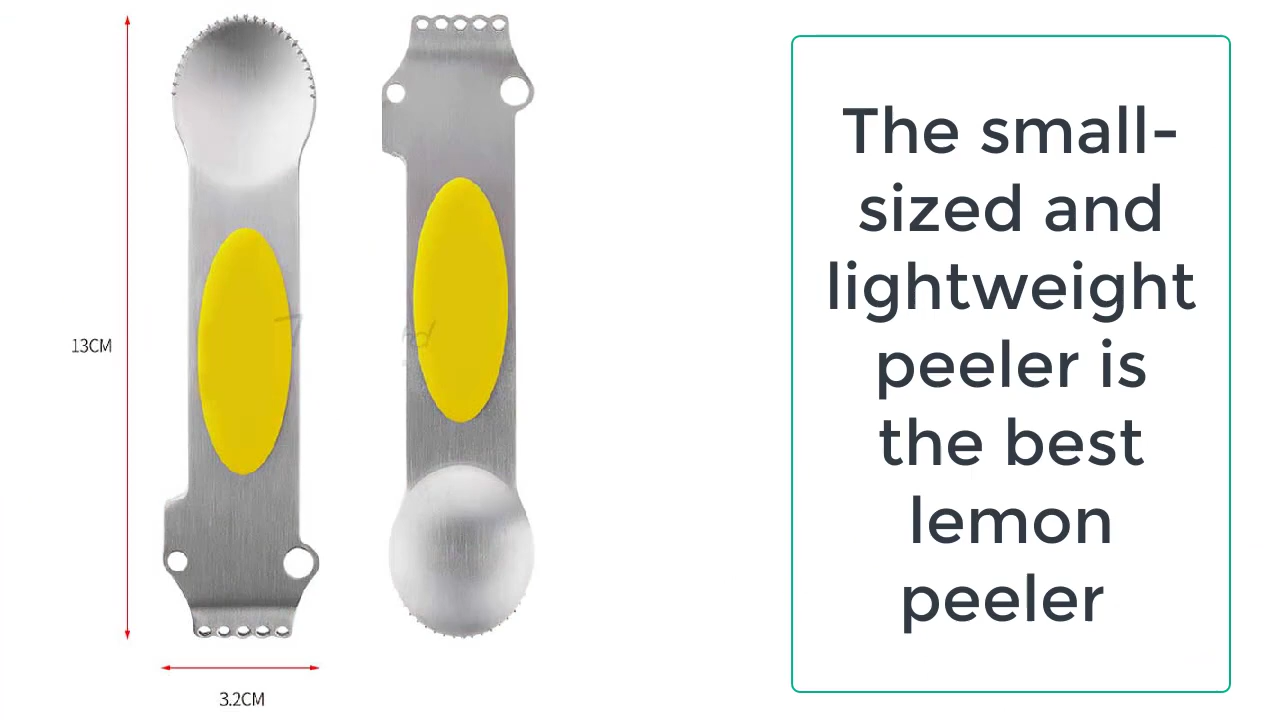 The small-
sized and
lightweight
peeler is
the best
lemon
peeler
13CM
3.2CM